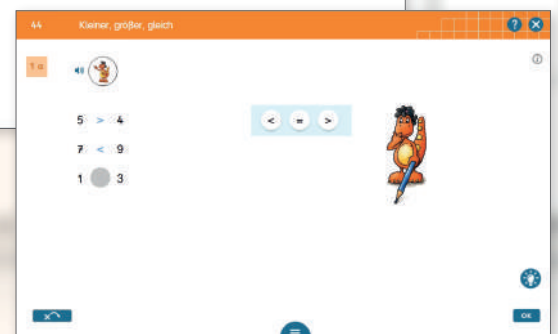 44 Kleiner, größer, gleich ? X
1 a
5 > 4 < = >
7 < 9
1 3
OK